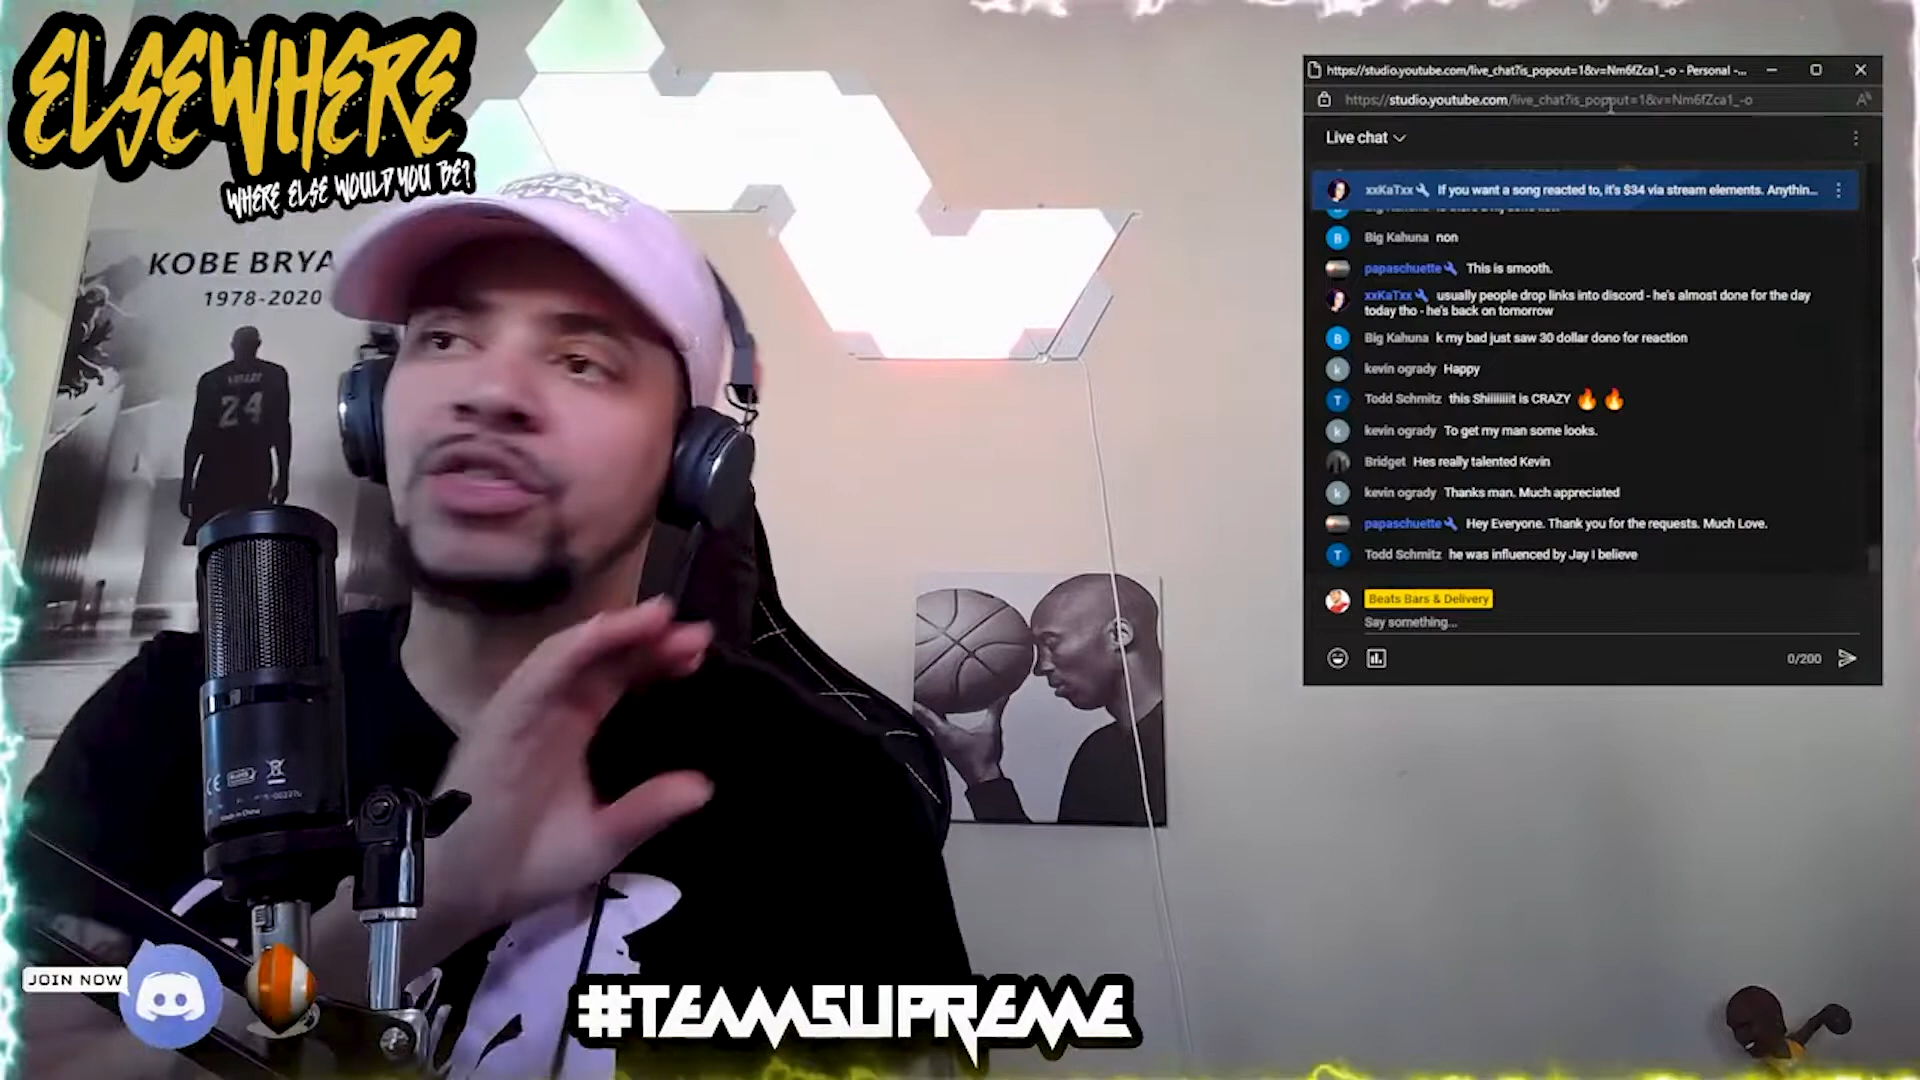 ELSEWHERE
WHERE ELSE WOULD YOU BE?
KOBE BRYA
1978-2020
24
JOIN NOW
#TEAMSUPREME
https://studio.youtube.com/live_chat?is_popout=1&v=Nm6fZca1_-o - Personal -...
https://studio.youtube.com/live_chat?is_popout=1&v=Nm6fZca1_-o
Live chat
xxKaTxx If you want a song reacted to, it's $34 via stream elements. Anythin...
Big Kahuna non
papaschuette This is smooth.
xxKaTxx usually people drop links into discord - he's almost done for the day
today tho - he's back on tomorrow
Big Kahuna k my bad just saw 30 dollar dono for reaction
kevin ogrady Happy
Todd Schmitz this Shiiiiiiiit is CRAZY 🔥 🔥
kevin ogrady To get my man some looks.
Bridget Hes really talented Kevin
kevin ogrady Thanks man. Much appreciated
papaschuette Hey Everyone. Thank you for the requests. Much Love.
Todd Schmitz he was influenced by Jay I believe
Beats Bars & Delivery
Say something...
0/200